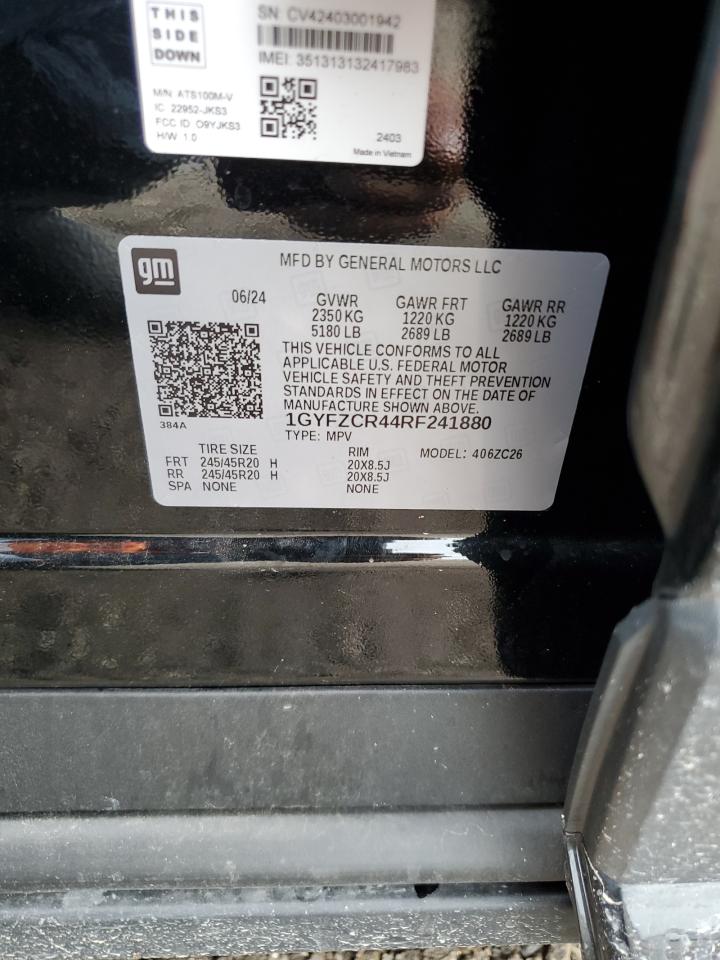 THIS
SIDE
DOWN
SN: CV42403001942
IMEI: 351313132417983
M/N: ATS100M-V
IC: 22952-JKS3
FCC ID: O9YJKS3
H/W: 1.0
2403
Made in Vietnam
gm
MFD BY GENERAL MOTORS LLC
06/24 GVWR GAWR FRT GAWR RR
2350 KG 1220 KG 1220 KG
5180 LB 2689 LB 2689 LB
THIS VEHICLE CONFORMS TO ALL
APPLICABLE U.S. FEDERAL MOTOR
VEHICLE SAFETY AND THEFT PREVENTION
STANDARDS IN EFFECT ON THE DATE OF
MANUFACTURE SHOWN ABOVE.
384A
1GYFZCR44RF241880
TYPE: MPV
TIRE SIZE RIM MODEL: 406ZC26
FRT 245/45R20 H 20X8.5J
RR 245/45R20 H 20X8.5J
SPA NONE NONE